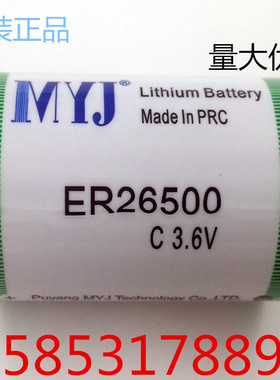 装正品
量大优
MYJ®
Lithium Battery
Made In PRC
ER26500
C 3.6V
Puyang MYJ Technology Co., Ltd.
58531788９